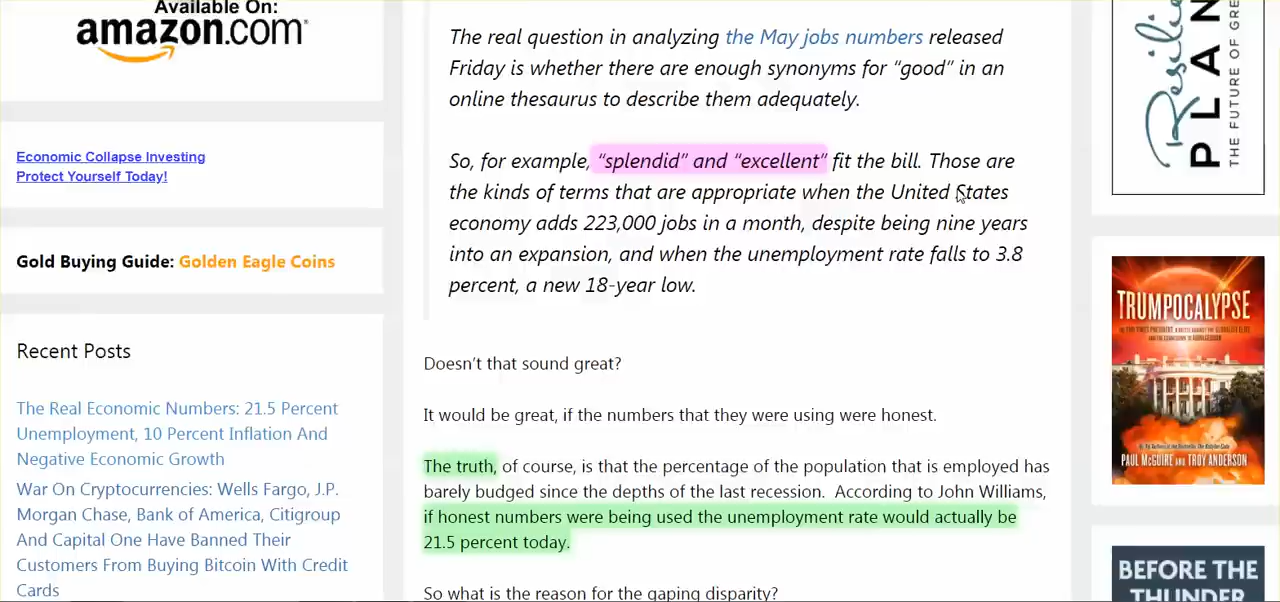 Available On:
amazon.com
Economic Collapse Investing
Protect Yourself Today!
Gold Buying Guide: Golden Eagle Coins
Recent Posts
The Real Economic Numbers: 21.5 Percent
Unemployment, 10 Percent Inflation And
Negative Economic Growth
War On Cryptocurrencies: Wells Fargo, J.P.
Morgan Chase, Bank of America, Citigroup
And Capital One Have Banned Their
Customers From Buying Bitcoin With Credit
Cards
The real question in analyzing the May jobs numbers released
Friday is whether there are enough synonyms for “good” in an
online thesaurus to describe them adequately.
So, for example, “splendid” and “excellent” fit the bill. Those are
the kinds of terms that are appropriate when the United States
economy adds 223,000 jobs in a month, despite being nine years
into an expansion, and when the unemployment rate falls to 3.8
percent, a new 18-year low.
Doesn’t that sound great?
It would be great, if the numbers that they were using were honest.
The truth, of course, is that the percentage of the population that is employed has
barely budged since the depths of the last recession. According to John Williams,
if honest numbers were being used the unemployment rate would actually be
21.5 percent today.
So what is the reason for the gaping disparity?
Resilie
PLAN
THE FUTURE OF GRE
TRUMPOCALYPSE
PAUL McGUIRE AND TROY ANDERSON
BEFORE THE
THUNDER